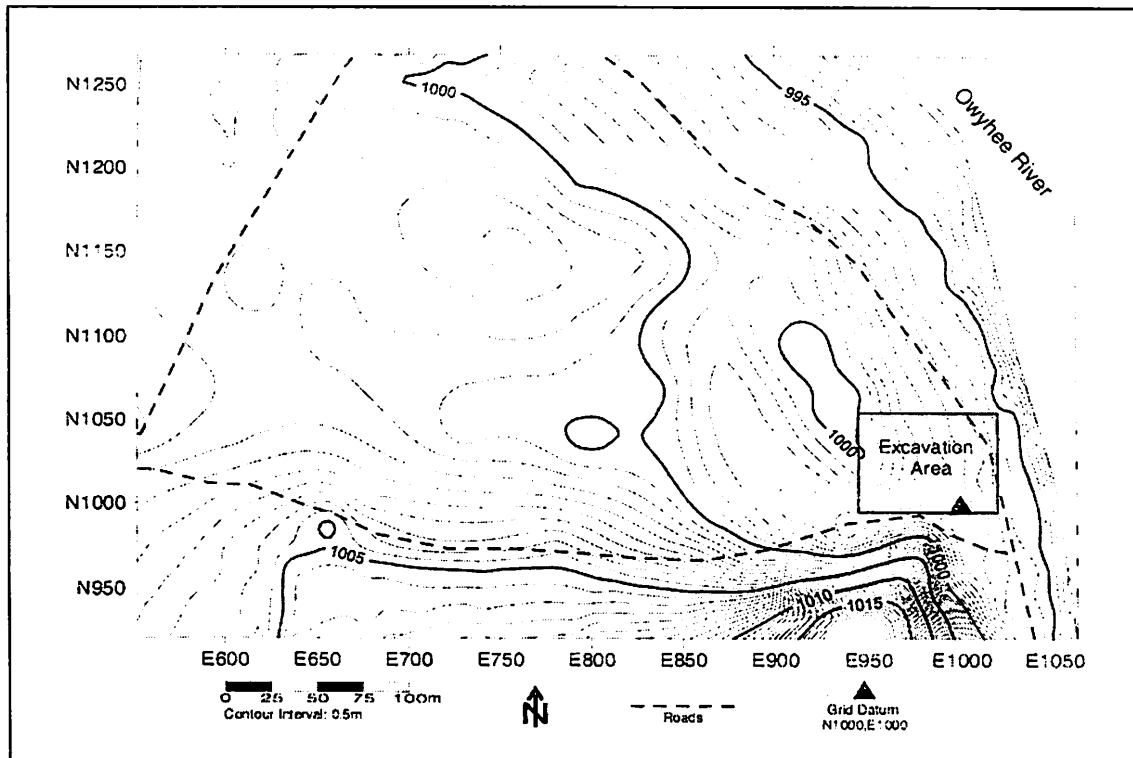 N1250
N1200
N1150
N1100
N1050
N1000
N950
1000
995
Owyhee River
1000
Excavation
Area
1000
1005
1010
1015
E600 E650 E700 E750 E800 E850 E900 E950 E1000 E1050
0 25 50 75 100m
Contour Interval: 0.5m
N
Roads
Grid Datum
N1000,E1000